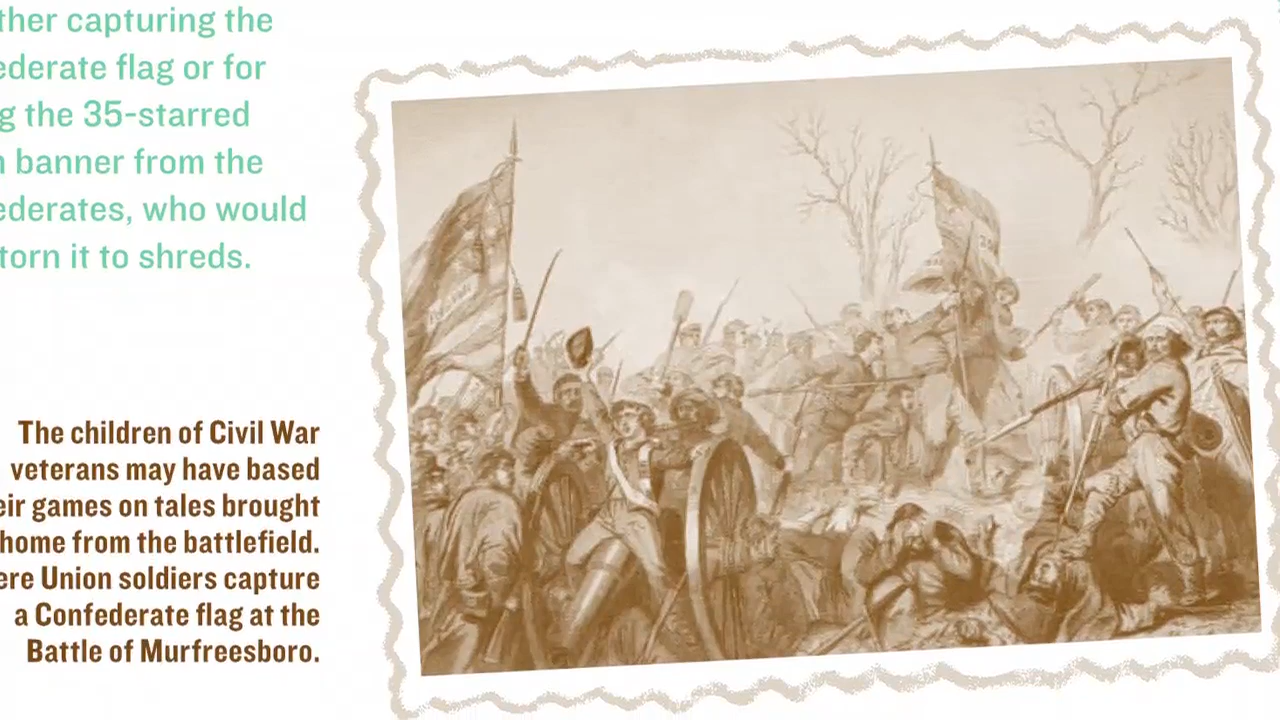 ther capturing the
ederate flag or for
g the 35-starred
n banner from the
ederates, who would
torn it to shreds.
The children of Civil War
veterans may have based
eir games on tales brought
home from the battlefield.
ere Union soldiers capture
a Confederate flag at the
Battle of Murfreesboro.